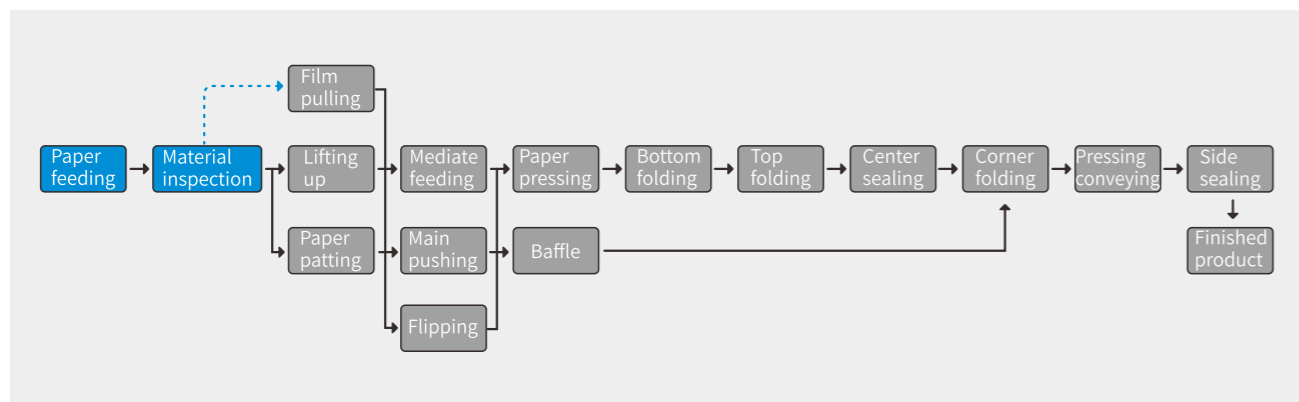 Film
pulling
Paper
feeding
Material
inspection
Lifting
up
Mediate
feeding
Paper
pressing
Bottom
folding
Top
folding
Center
sealing
Corner
folding
Pressing
conveying
Side
sealing
Paper
patting
Main
pushing
Baffle
Finished
product
Flipping